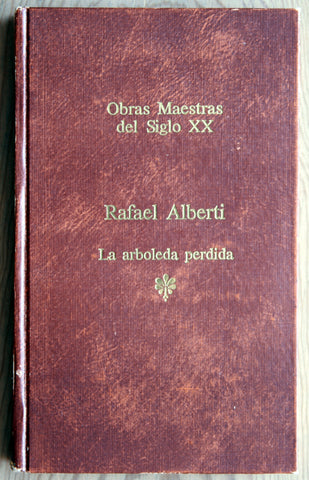 Obras Maestras
del Siglo XX
Rafael Alberti
La arboleda perdida